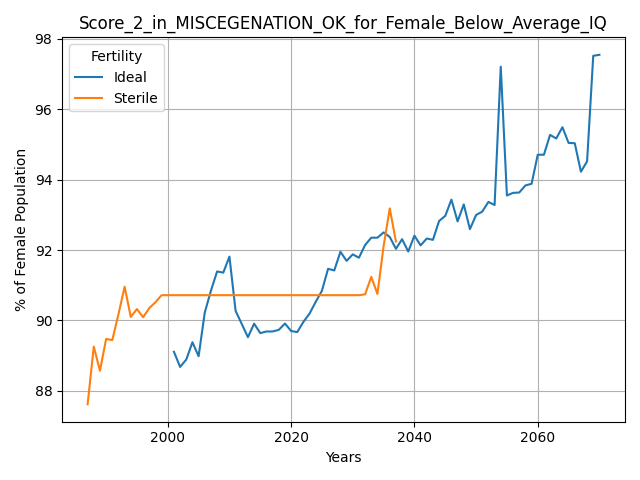 Score_2_in_MISCEGENATION_OK_for_Female_Below_Average_IQ
Fertility
Ideal
Sterile
% of Female Population
98
96
94
92
90
88
2000
2020
2040
2060
Years